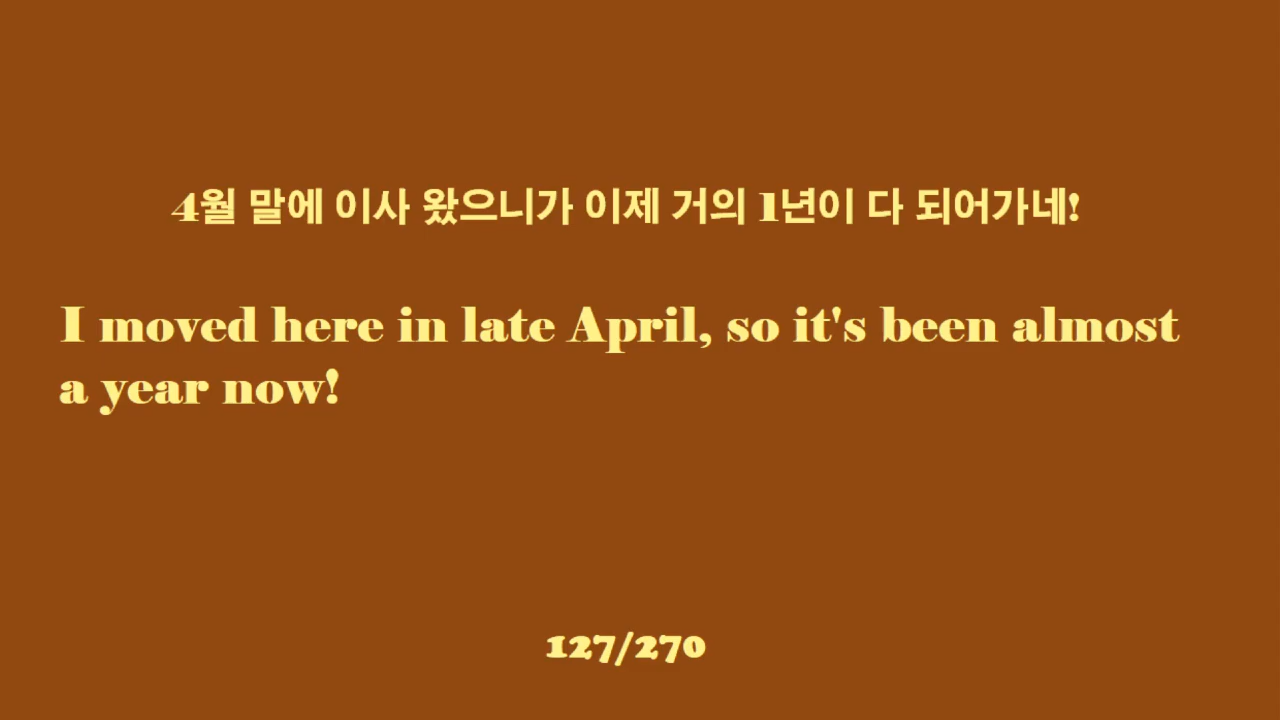 4월 말에 이사 왔으니가 이제 거의 1년이 다 되어가네!
I moved here in late April, so it's been almost
a year now!
127/270